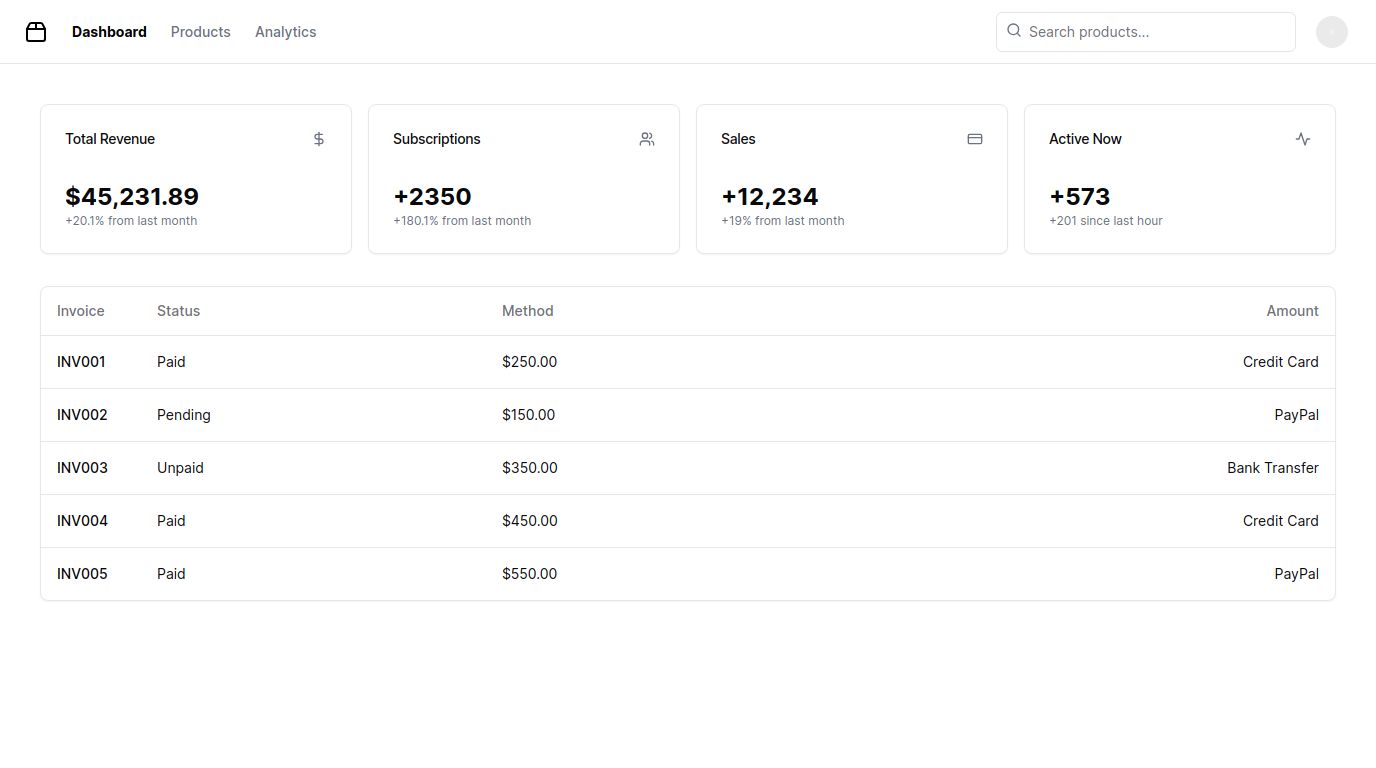 Dashboard Products Analytics Search products...
Total Revenue Subscriptions Sales Active Now
$45,231.89 +2350 +12,234 +573
+20.1% from last month +180.1% from last month +19% from last month +201 since last hour
Invoice Status Method Amount
INV001 Paid $250.00 Credit Card
INV002 Pending $150.00 PayPal
INV003 Unpaid $350.00 Bank Transfer
INV004 Paid $450.00 Credit Card
INV005 Paid $550.00 PayPal